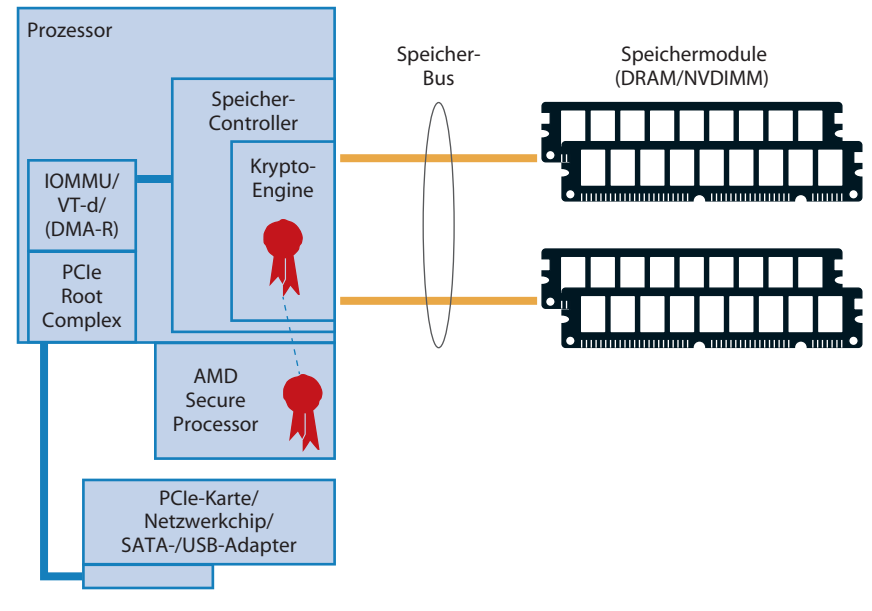 Prozessor
Speicher-
Controller
Krypto-
Engine
IOMMU/
VT-d/
(DMA-R)
PCIe
Root
Complex
AMD
Secure
Processor
PCIe-Karte/
Netzwerkchip/
SATA-/USB-Adapter
Speicher-
Bus
Speichermodule
(DRAM/NVDIMM)